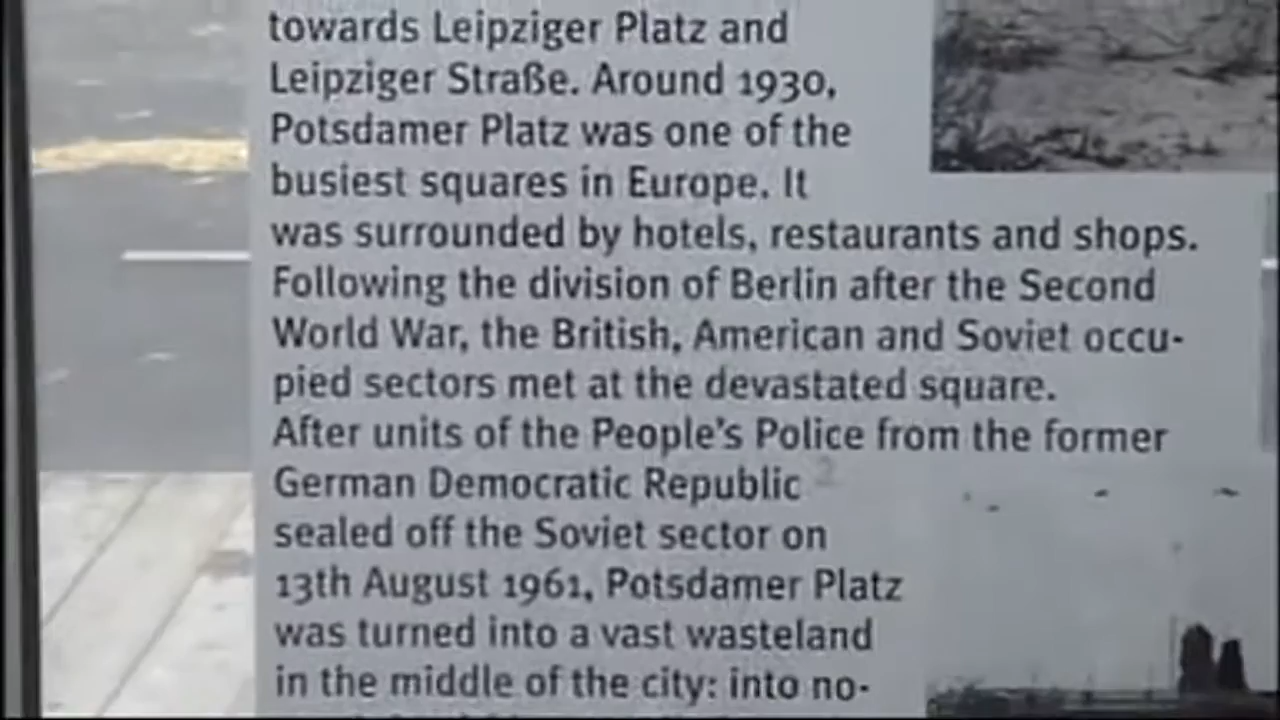 towards Leipziger Platz and
Leipziger Straße. Around 1930,
Potsdamer Platz was one of the
busiest squares in Europe. It
was surrounded by hotels, restaurants and shops.
Following the division of Berlin after the Second
World War, the British, American and Soviet occu-
pied sectors met at the devastated square.
After units of the People's Police from the former
German Democratic Republic
sealed off the Soviet sector on
13th August 1961, Potsdamer Platz
was turned into a vast wasteland
in the middle of the city: into no-